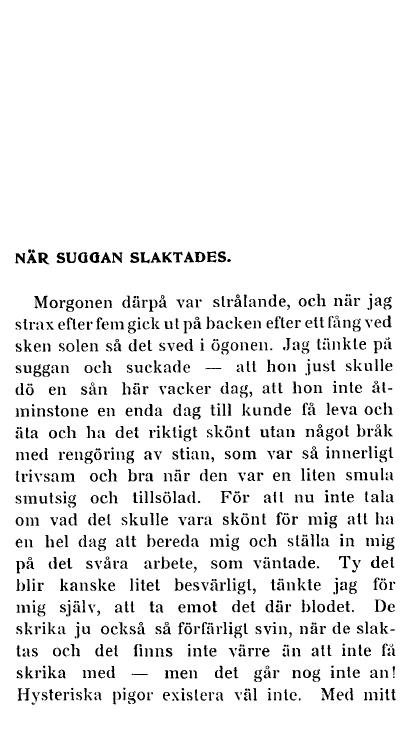 NÄR SUGGAN SLAKTADES.
Morgonen därpå var strålande, och när jag
strax efter fem gick ut på backen efter ett fång ved
sken solen så det sved i ögonen. Jag tänkte på
suggan och suckade — att hon just skulle
dö en sån här vacker dag, att hon inte åt-
minstone en enda dag till kunde få leva och
äta och ha det riktigt skönt utan något bråk
med rengöring av stian, som var så innerligt
trivsam och bra när den var en liten smula
smutsig och tillsölad. För att nu inte tala
om vad det skulle vara skönt för mig att ha
en hel dag att bereda mig och ställa in mig
på det svåra arbete, som väntade. Ty det
blir kanske litet besvärligt, tänkte jag för
mig själv, att ta emot det där blodet. De
skrika ju också så förfärligt svin, när de slak-
tas och det finns inte värre än att inte få
skrika med — men det går nog inte an!
Hysteriska pigor existera väl inte. Med mitt